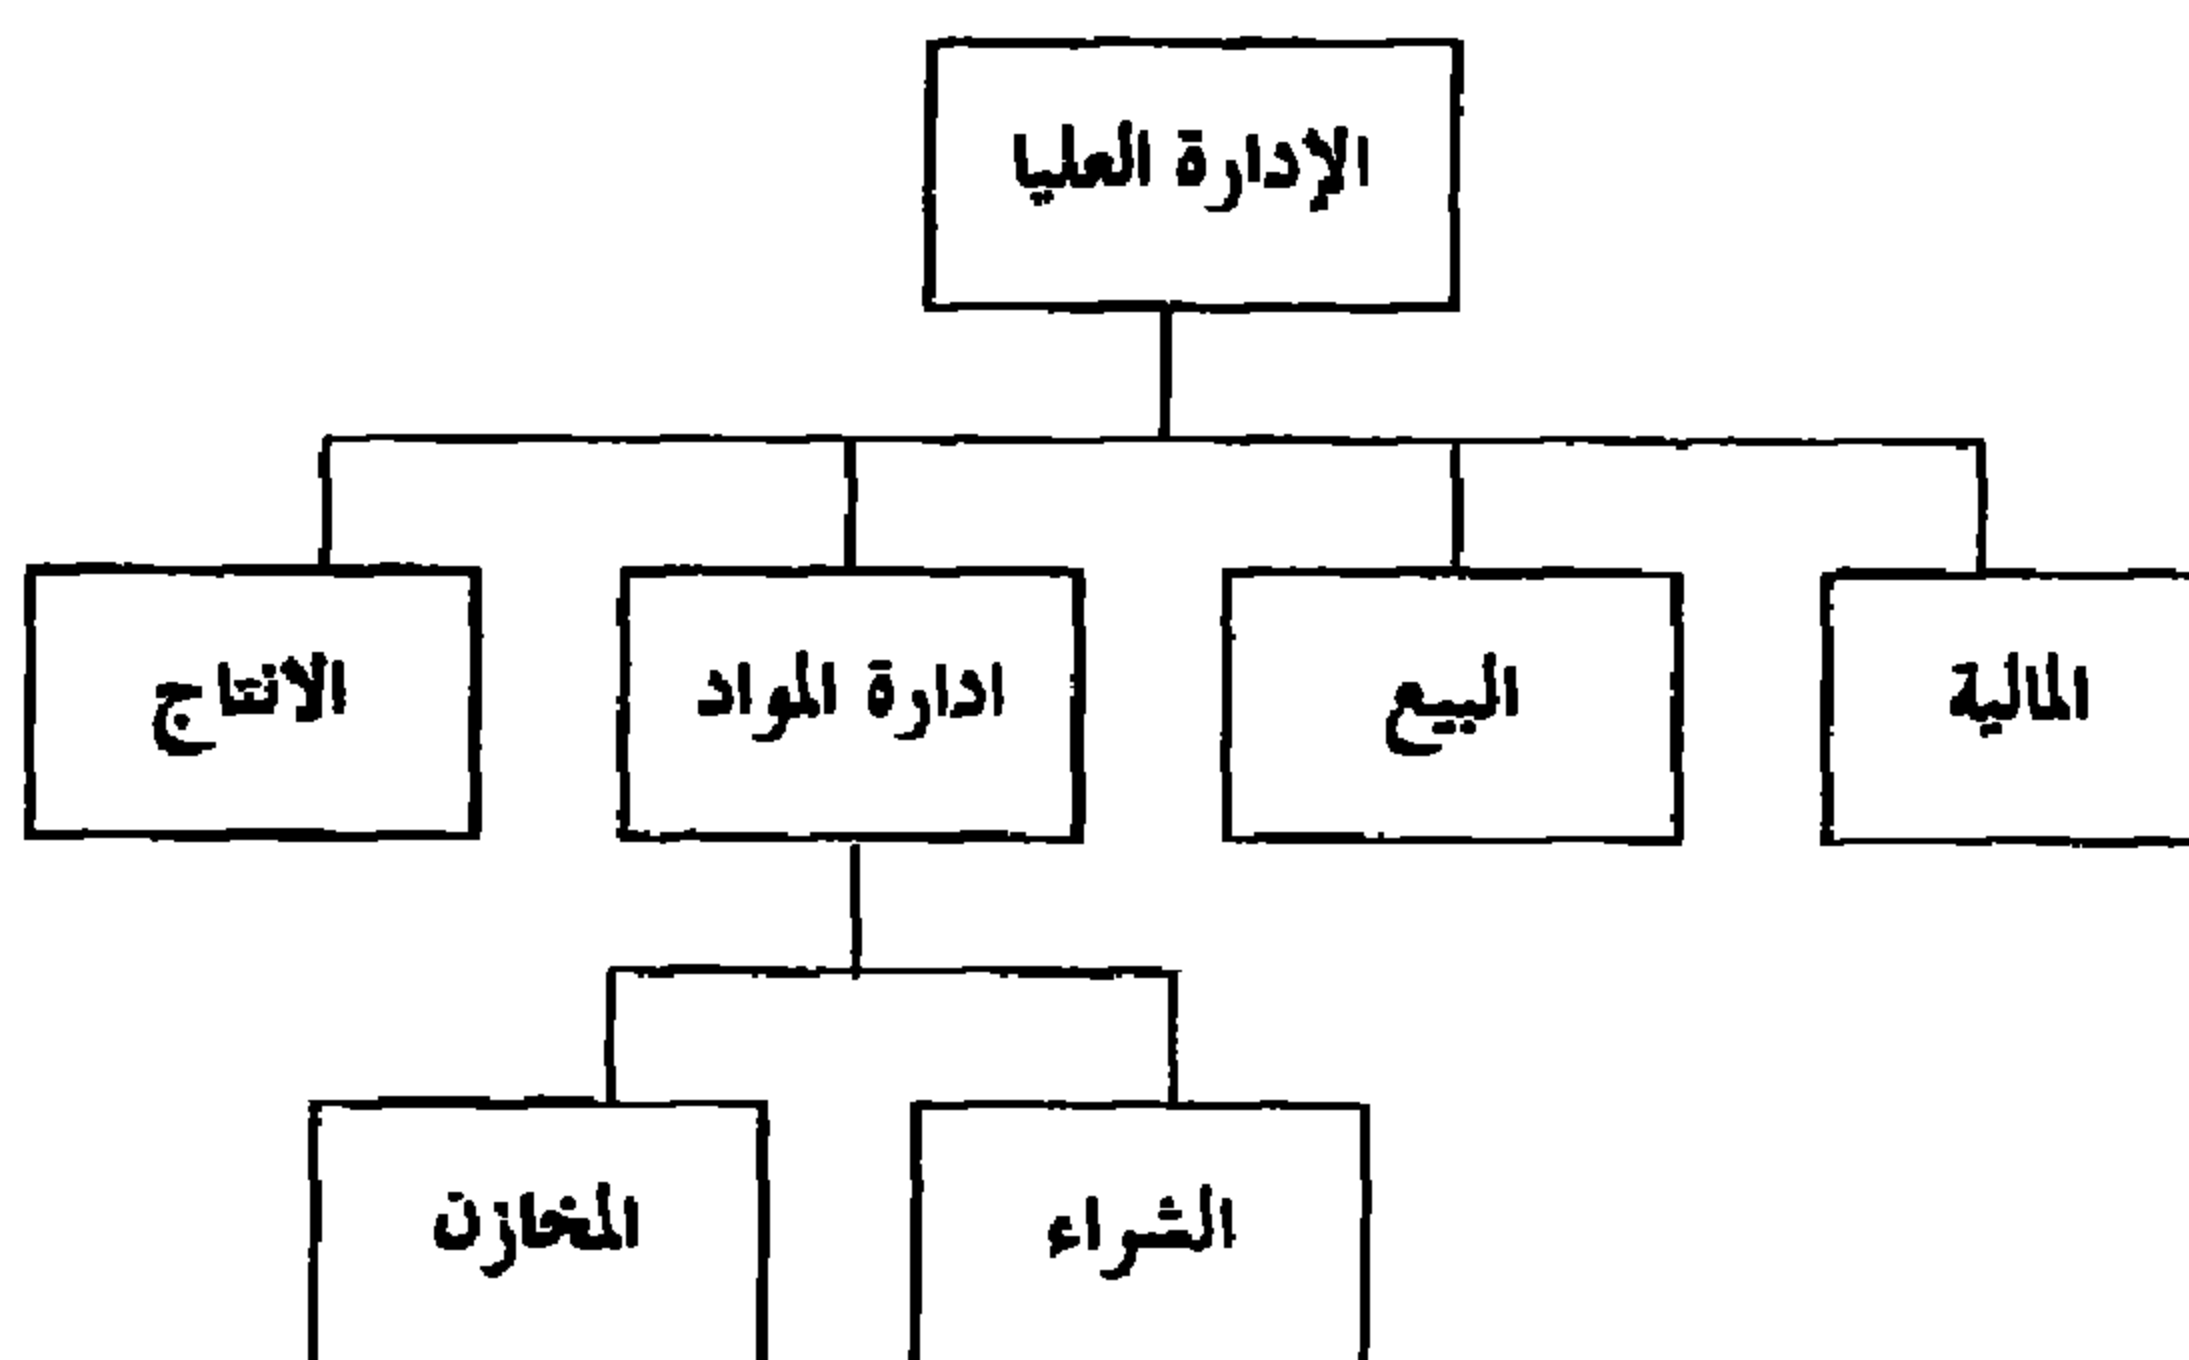 الإدارة العليا
المالية
البيع
ادارة المواد
الانتاج
الشراء
المخازن